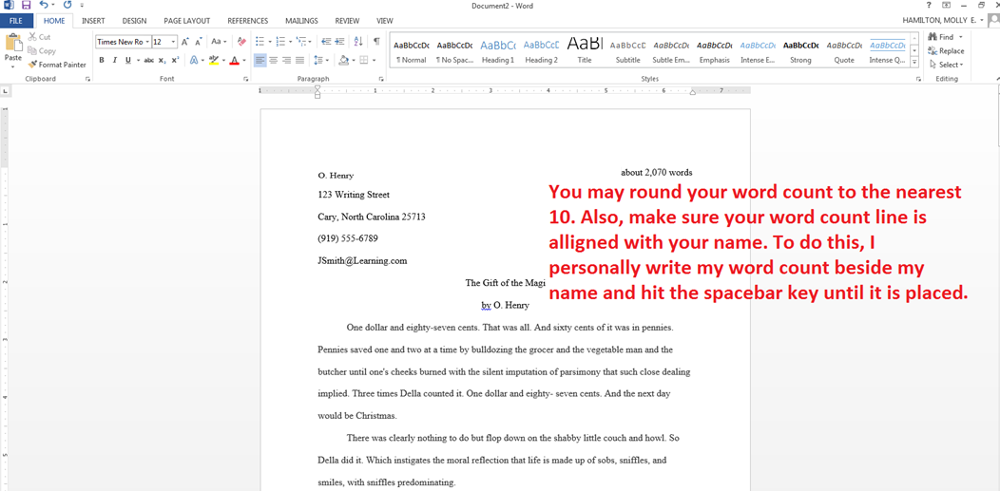 Document2 - Word
FILE HOME INSERT DESIGN PAGE LAYOUT REFERENCES MAILINGS REVIEW VIEW
HAMILTON, MOLLY E.
Paste
Cut
Copy
Format Painter
Clipboard
Times New Ro 12
Font
Paragraph
AaBbCcDc AaBbCcDc AaBbCc AaBbCcD AaBl AaBbCcD AaBbCcDc AaBbCcDc AaBbCcDc AaBbCcDc AaBbCcDc AaBbCcDc
¶ Normal ¶ No Spac... Heading 1 Heading 2 Title Subtitle Subtle Em... Emphasis Intense E... Strong Quote Intense Q...
Styles
Find
Replace
Select
Editing
1 1 2 3 4 5 6 7
O. Henry
about 2,070 words
123 Writing Street
Cary, North Carolina 25713
(919) 555-6789
JSmith@Learning.com
The Gift of the Magi
by O. Henry
One dollar and eighty-seven cents. That was all. And sixty cents of it was in pennies.
Pennies saved one and two at a time by bulldozing the grocer and the vegetable man and the
butcher until one's cheeks burned with the silent imputation of parsimony that such close dealing
implied. Three times Della counted it. One dollar and eighty- seven cents. And the next day
would be Christmas.
There was clearly nothing to do but flop down on the shabby little couch and howl. So
Della did it. Which instigates the moral reflection that life is made up of sobs, sniffles, and
smiles, with sniffles predominating.
You may round your word count to the nearest
10. Also, make sure your word count line is
alligned with your name. To do this, I
personally write my word count beside my
name and hit the spacebar key until it is placed.